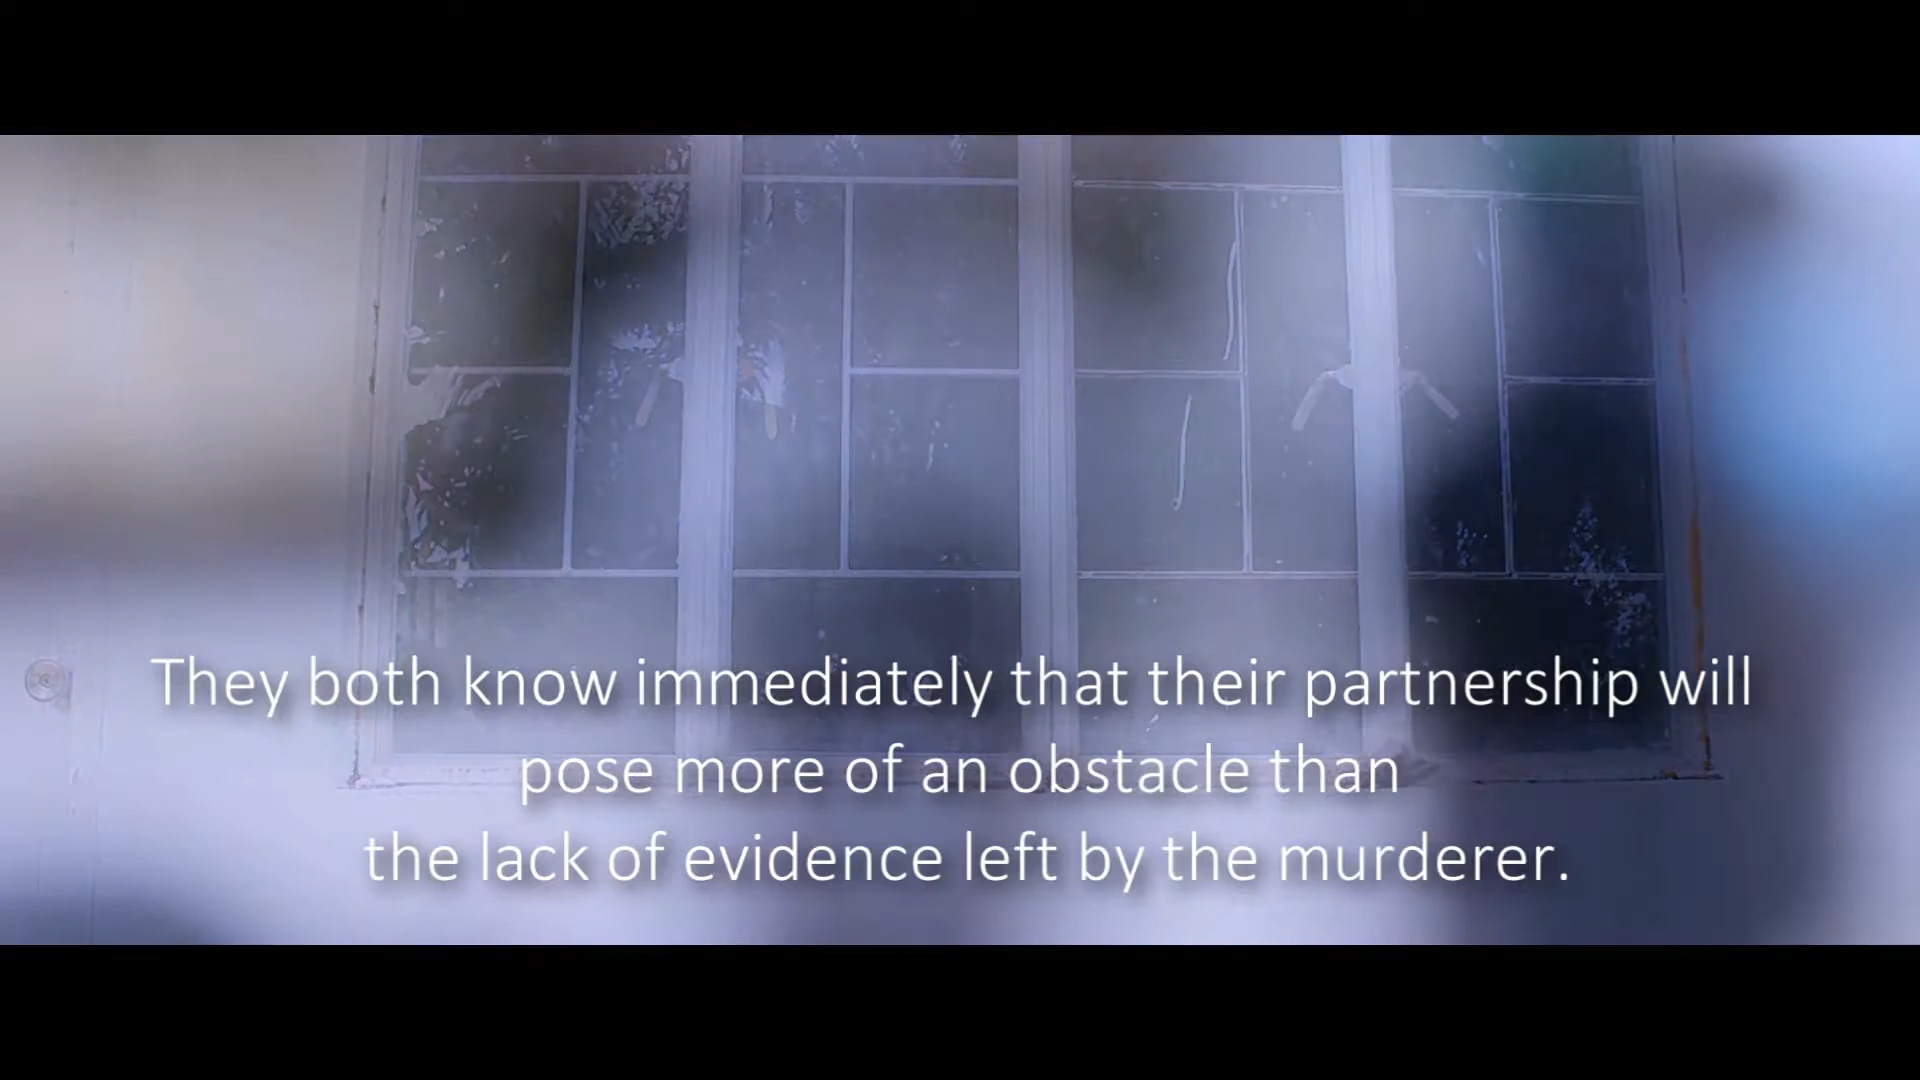 They both know immediately that their partnership will
pose more of an obstacle than
the lack of evidence left by the murderer.